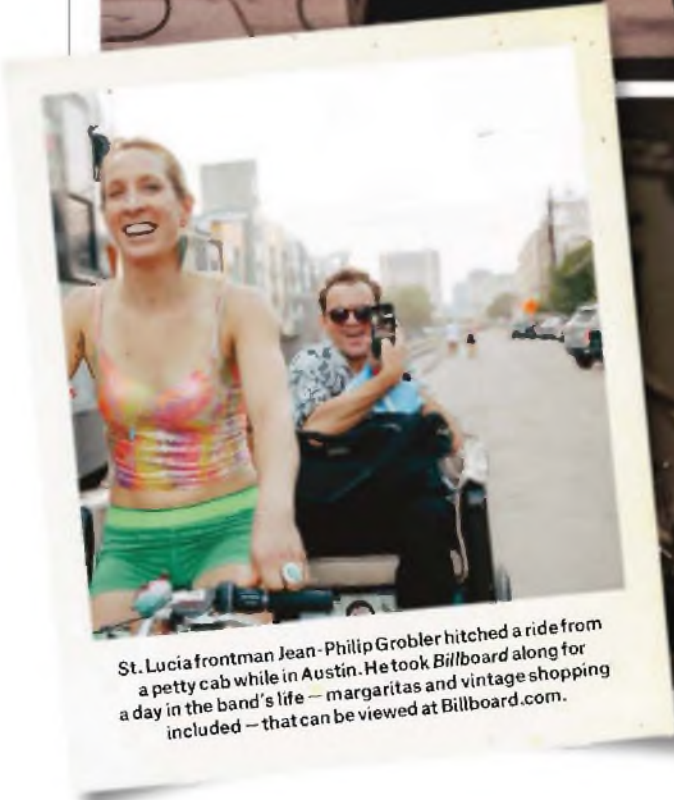 St. Lucia frontman Jean-Philip Grobler hitched a ride from
a petty cab while in Austin. He took Billboard along for
a day in the band's life — margaritas and vintage shopping
included — that can be viewed at Billboard.com.